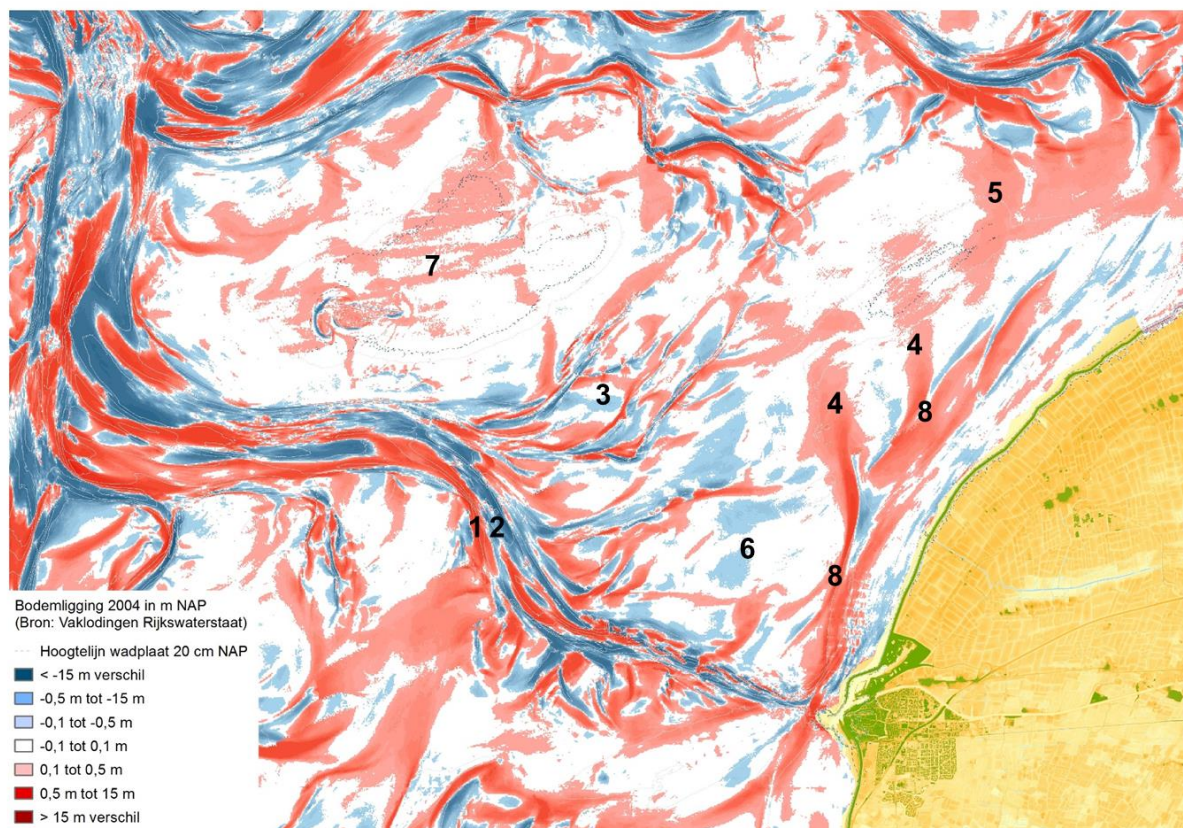 5
7
4
3
4
8
1 2
6
8
Bodemligging 2004 in m NAP
(Bron: Vaklodingen Rijkswaterstaat)
Hoogtelijn wadplaat 20 cm NAP
< -15 m verschil
-0,5 m tot -15 m
-0,1 tot -0,5 m
-0,1 tot 0,1 m
0,1 tot 0,5 m
0,5 m tot 15 m
> 15 m verschil